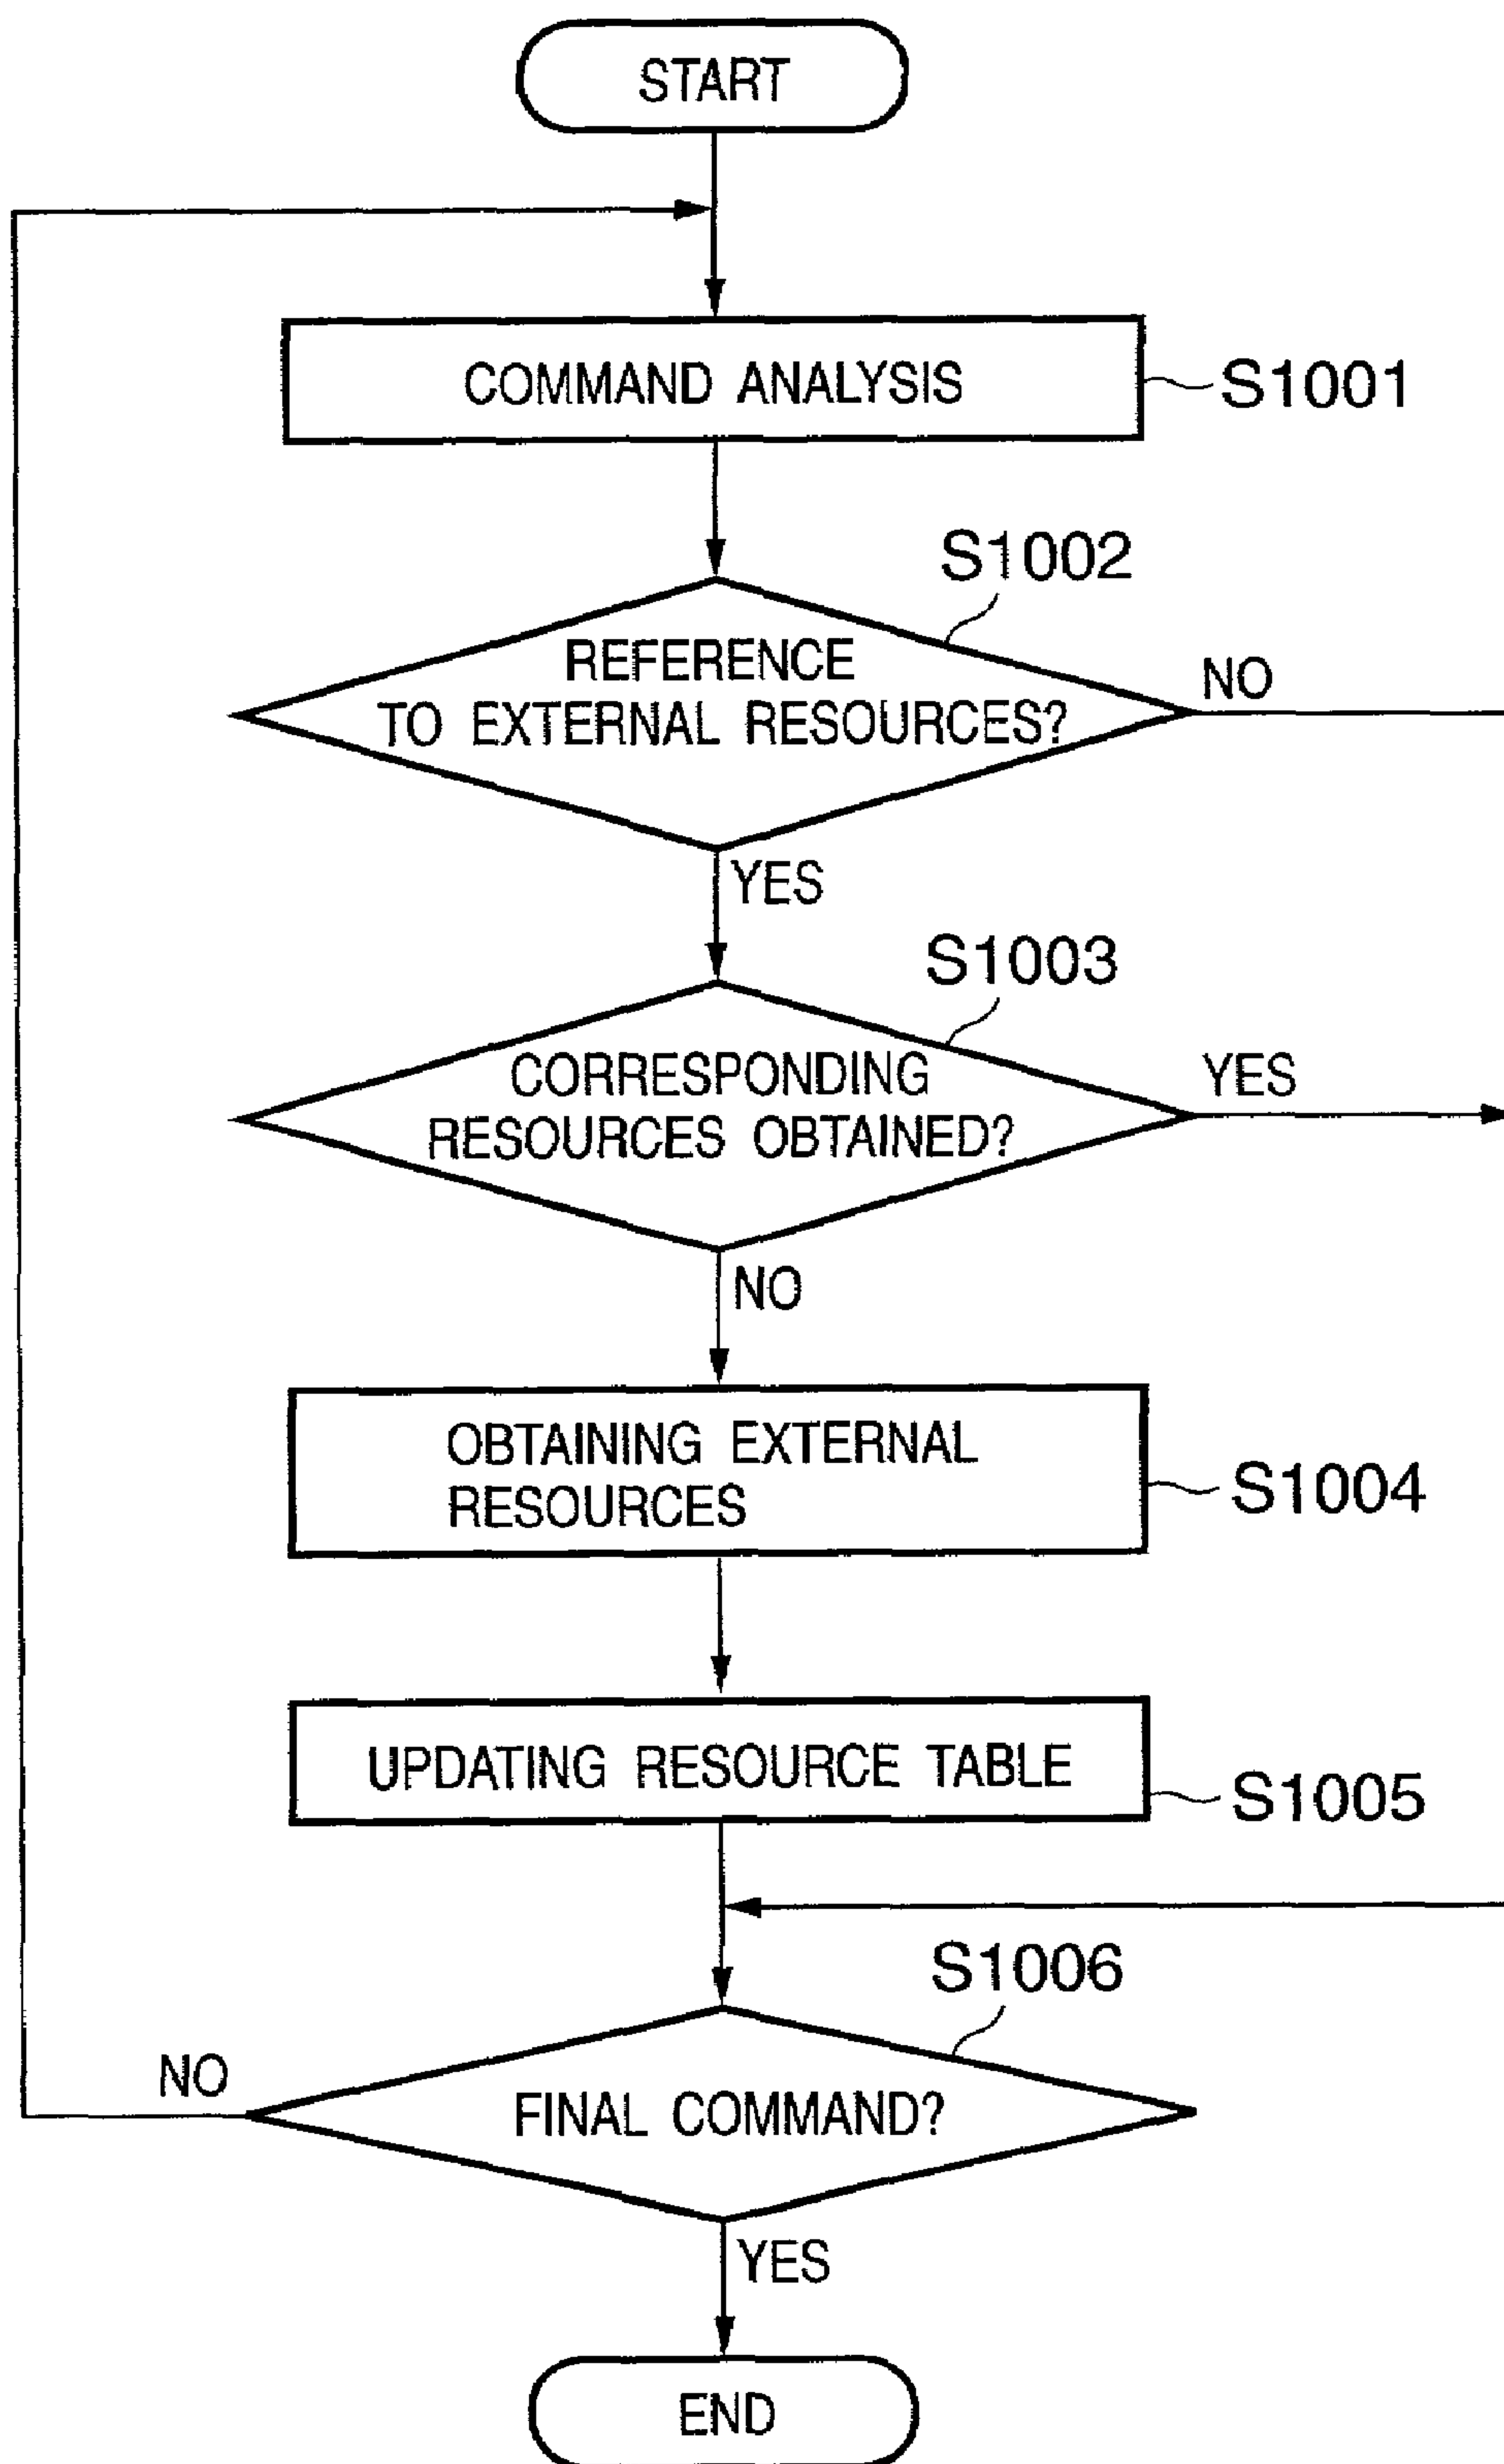 START
COMMAND ANALYSIS
S1001
S1002
REFERENCE
TO EXTERNAL RESOURCES?
NO
YES
S1003
CORRESPONDING
RESOURCES OBTAINED?
YES
NO
OBTAINING EXTERNAL
RESOURCES
S1004
UPDATING RESOURCE TABLE
S1005
S1006
NO
FINAL COMMAND?
YES
END